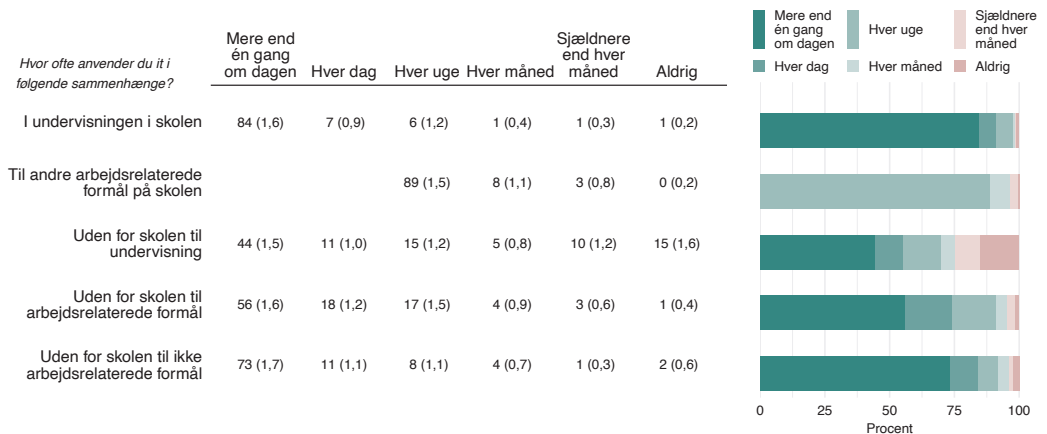 Hvor ofte anvender du it i
følgende sammenhænge?
Mere end
én gang
om dagen
Hver dag
Hver uge
Hver måned
Sjældnere
end hver
måned
Aldrig
I undervisningen i skolen
84 (1,6)
7 (0,9)
6 (1,2)
1 (0,4)
1 (0,3)
1 (0,2)
Til andre arbejdsrelaterede
formål på skolen
89 (1,5)
8 (1,1)
3 (0,8)
0 (0,2)
Uden for skolen til
undervisning
44 (1,5)
11 (1,0)
15 (1,2)
5 (0,8)
10 (1,2)
15 (1,6)
Uden for skolen til
arbejdsrelaterede formål
56 (1,6)
18 (1,2)
17 (1,5)
4 (0,9)
3 (0,6)
1 (0,4)
Uden for skolen til ikke
arbejdsrelaterede formål
73 (1,7)
11 (1,1)
8 (1,1)
4 (0,7)
1 (0,3)
2 (0,6)
Mere end
én gang
om dagen
Hver uge
Sjældnere
end hver
måned
Hver dag
Hver måned
Aldrig
0
25
50
75
100
Procent